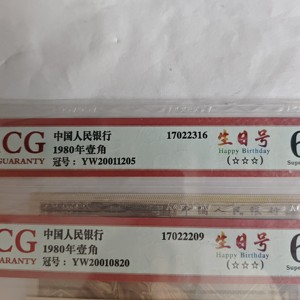 CG
GUARANTY
中国人民银行
1980年壹角
冠号：YW20011205
17022316
生日号
Happy Birthday
(☆☆☆)
6
Supe
CG
GUARANTY
中国人民银行
1980年壹角
冠号：YW20010820
17022209
生日号
Happy Birthday
(☆☆☆)
6
Super